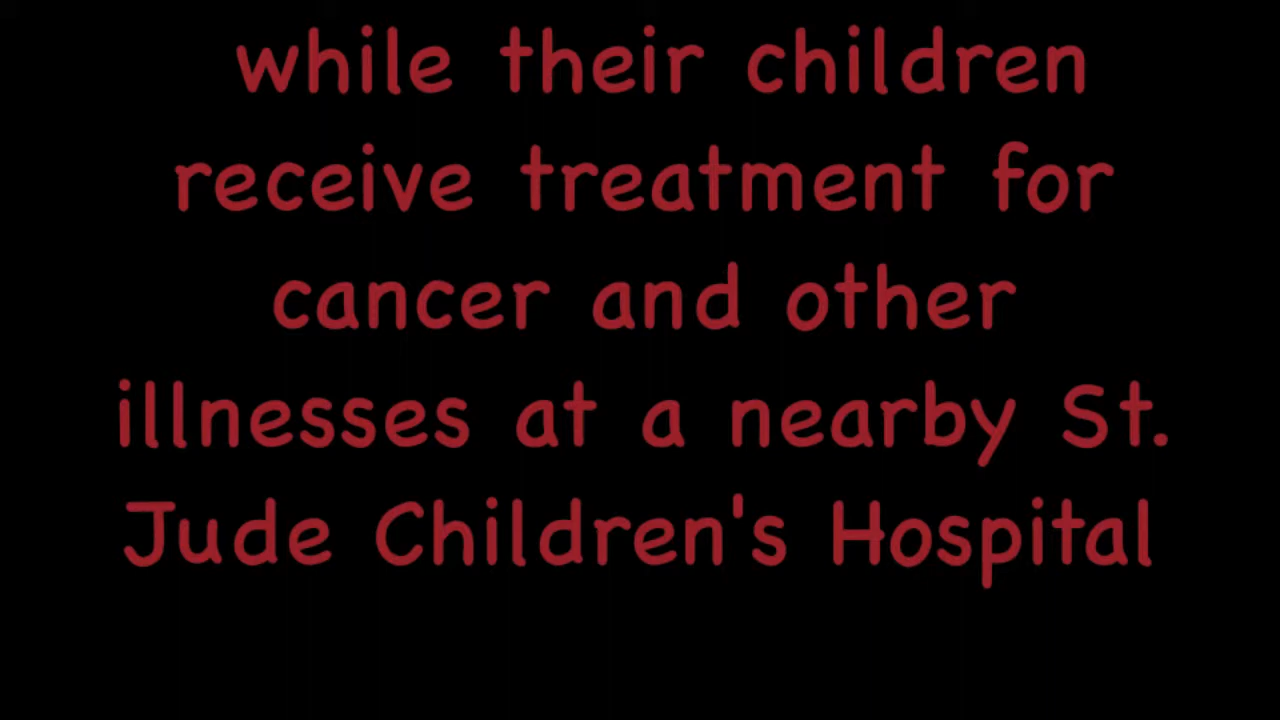 while their children
receive treatment for
cancer and other
illnesses at a nearby St.
Jude Children's Hospital